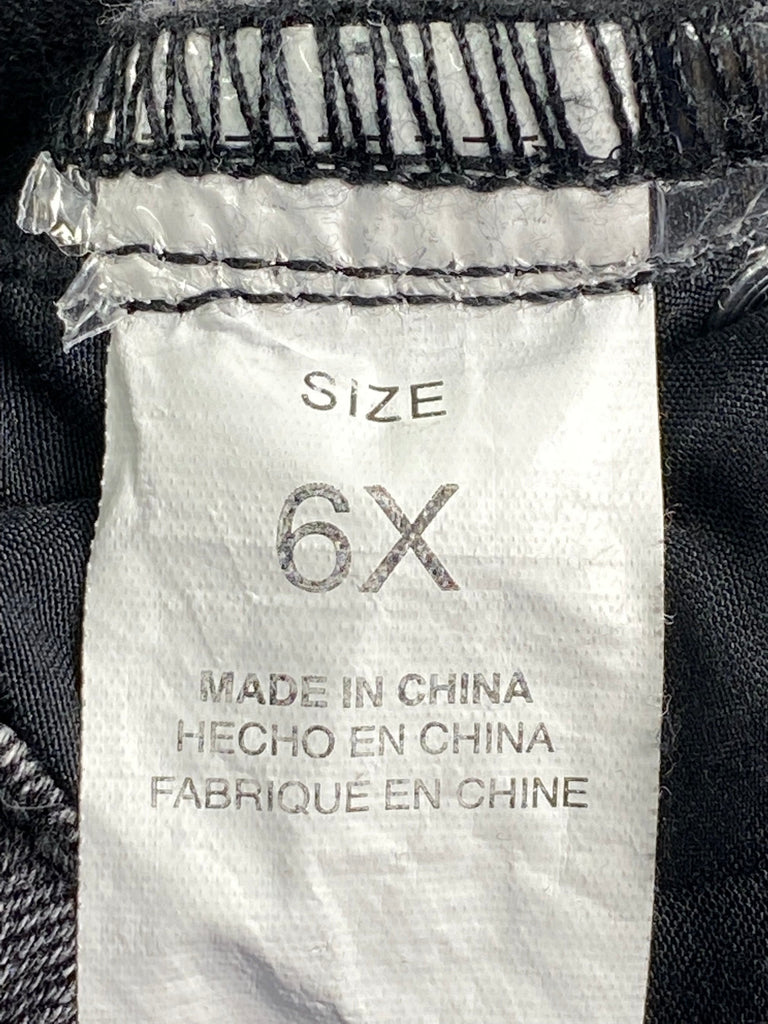 SIZE
6X
MADE IN CHINA
HECHO EN CHINA
FABRIQUÉ EN CHINE